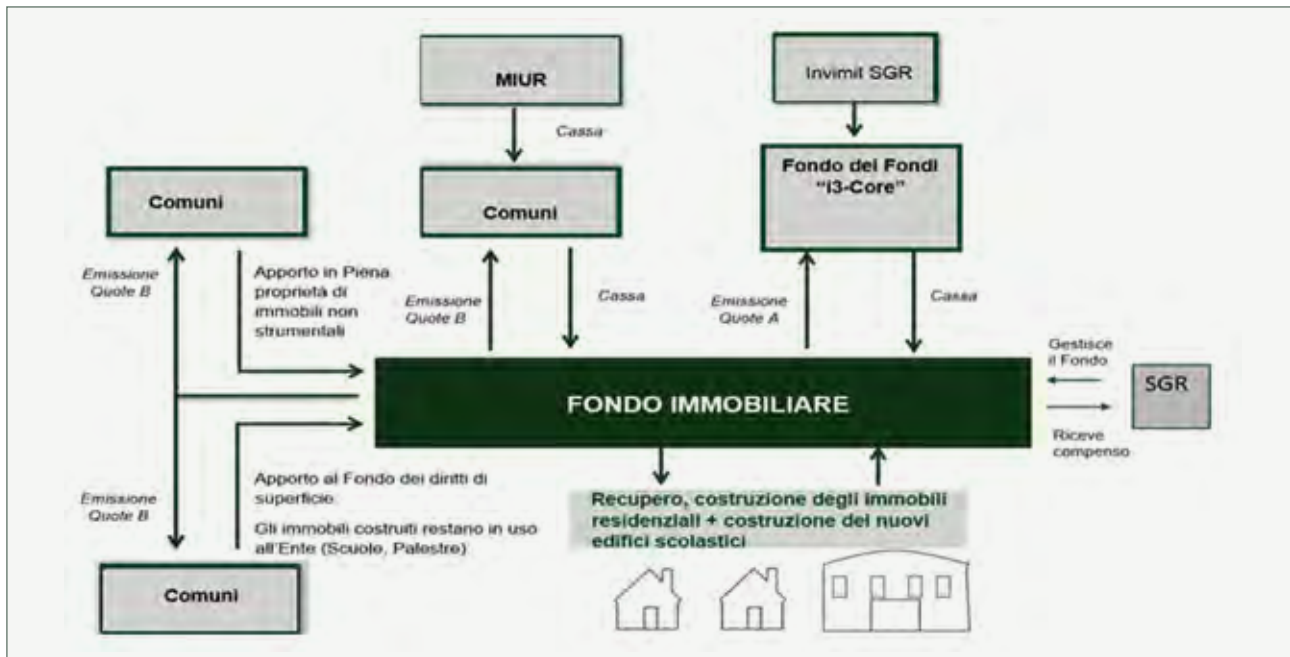 MIUR
Invimit SGR
Cassa
Comuni
Comuni
Fondo dei Fondi
“i3-Core”
Emissione
Quote B
Apporto in Piena
proprietà di
immobili non
strumentali
Emissione
Quote B
Cassa
Emissione
Quote A
Cassa
Gestisce
il Fondo
SGR
Riceve
compenso
FONDO IMMOBILIARE
Emissione
Quote B
Apporto al Fondo dei diritti di
superficie.
Gli immobili costruiti restano in uso
all'Ente (Scuole, Palestre)
Comuni
Recupero, costruzione degli immobili
residenziali + costruzione dei nuovi
edifici scolastici